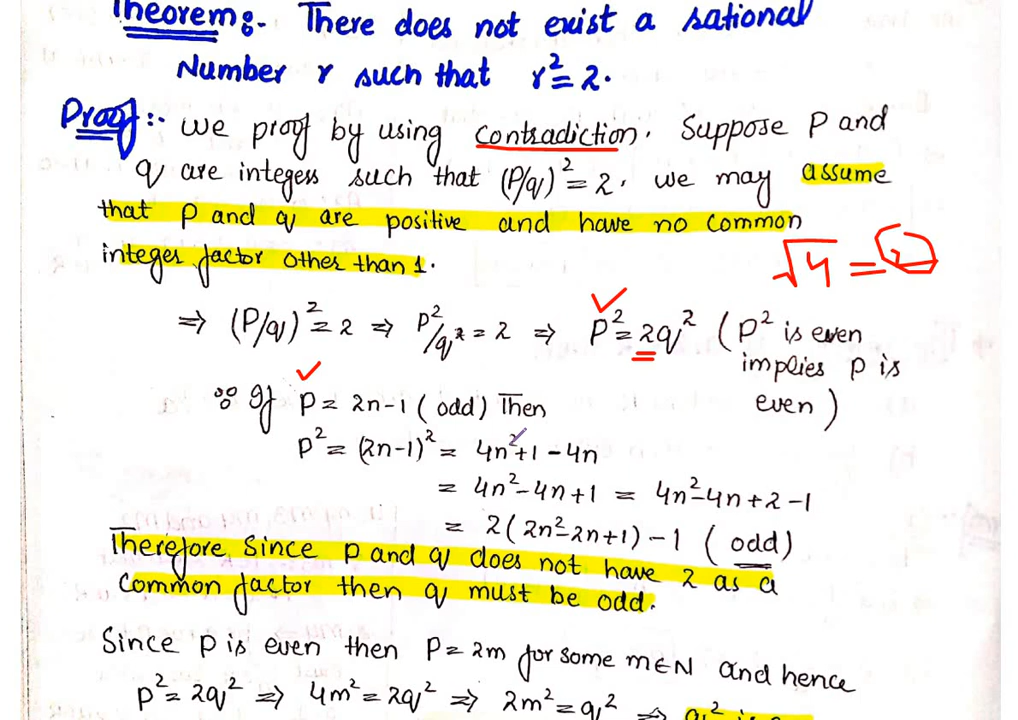 Theorem:- There does not exist a rational
Number r such that r²=2.
Proof:- we proof by using contradiction. Suppose P and
q are integers such that (P/q)²=2. we may assume
that p and q are positive and have no common
integer factor other than 1.
√4 = 2
⇒ (P/q)²=2 ⇒ P²/q²=2 ⇒ P²=2q² (P² is even
implies p is
∵ If P= 2n-1 (odd) Then even)
P²= (2n-1)² = 4n²+1-4n
= 4n²-4n+1 = 4n²-4n+2-1
= 2(2n²-2n+1)-1 (odd)
Therefore since p and q does not have 2 as a
common factor then q must be odd.
Since p is even then P=2m for some m∈N and hence
P²=2q² ⇒ 4m²=2q² ⇒ 2m²=q² ⇒ q² is